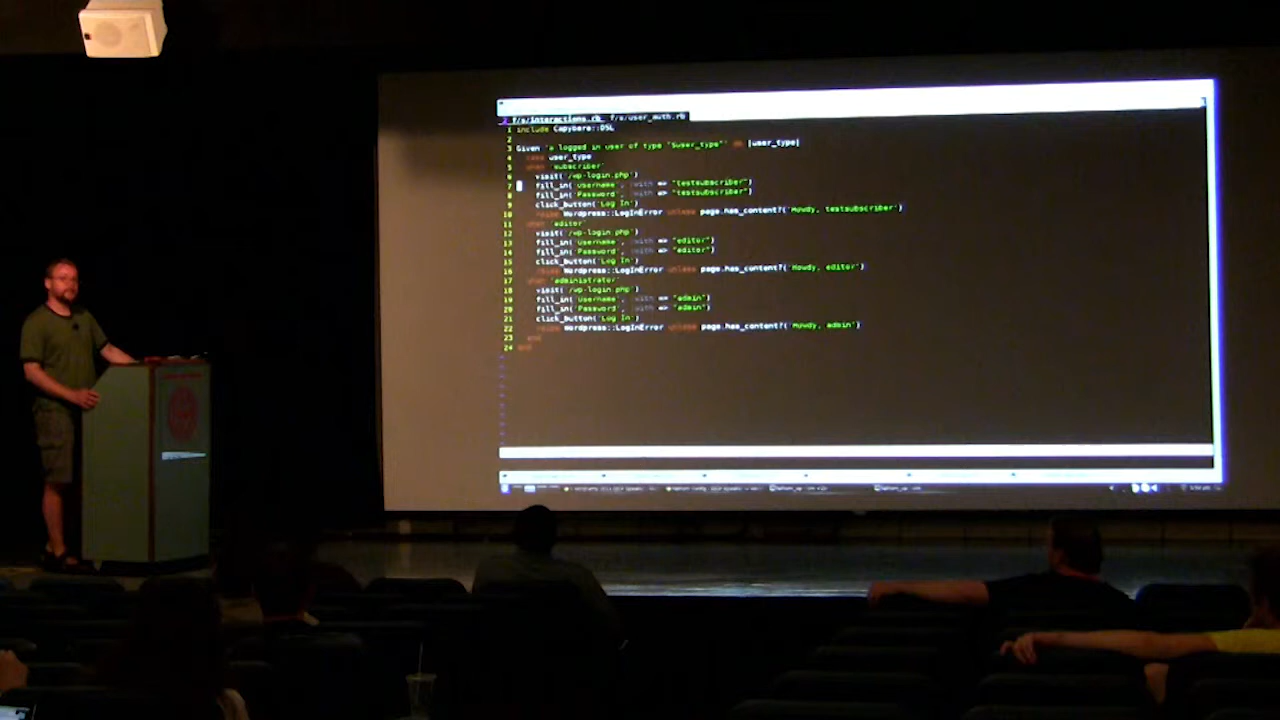 f/s/interactions.rb f/s/user_auth.rb
1 include Capybara::DSL
2
3 Given 'a logged in user of type "$user_type"' do |user_type|
4 case user_type
5 when 'subscriber'
6 visit('/wp-login.php')
7 fill_in('Username', :with => "testsubscriber")
8 fill_in('Password', :with => "testsubscriber")
9 click_button('Log In')
10 raise Wordpress::LogInError unless page.has_content?('Howdy, testsubscriber')
11 when 'editor'
12 visit('/wp-login.php')
13 fill_in('Username', :with => "editor")
14 fill_in('Password', :with => "editor")
15 click_button('Log In')
16 raise Wordpress::LogInError unless page.has_content?('Howdy, editor')
17 when 'administrator'
18 visit('/wp-login.php')
19 fill_in('Username', :with => "admin")
20 fill_in('Password', :with => "admin")
21 click_button('Log In')
22 raise Wordpress::LogInError unless page.has_content?('Howdy, admin')
23 end
24 end